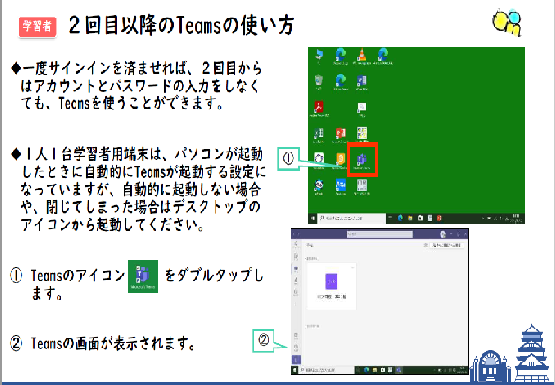 学習者 2回目以降のTeamsの使い方
◆一度サインインを済ませれば、2回目から
はアカウントとパスワードの入力をしなく
ても、Teamsを使うことができます。
◆1人1台学習者用端末は、パソコンが起動
したときに自動的にTeamsが起動する設定に
なっていますが、自動的に起動しない場合
や、閉じてしまった場合はデスクトップの
アイコンから起動してください。
① Teamsのアイコン をダブルタップし
ます。
② Teamsの画面が表示されます。
①
②